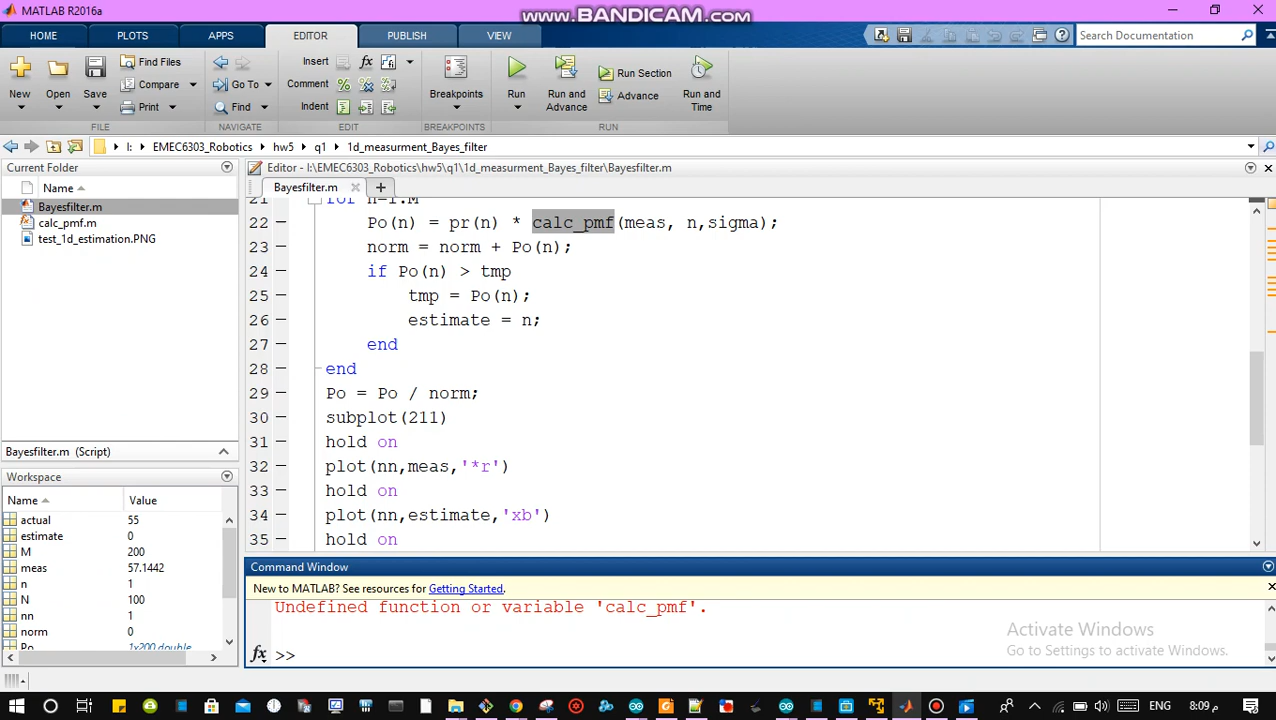 MATLAB R2016a
www.BANDICAM.com
HOME PLOTS APPS EDITOR PUBLISH VIEW
Search Documentation
New Open Save Find Files Compare Print
Go To Find
Insert fx
Comment %
Indent
Breakpoints
Run Run and Advance Run Section Advance Run and Time
FILE NAVIGATE EDIT BREAKPOINTS RUN
I: EMEC6303_Robotics hw5 q1 1d_measurment_Bayes_filter
Current Folder
Name
Bayesfilter.m
calc_pmf.m
test_1d_estimation.PNG
Bayesfilter.m (Script)
Workspace
Name Value
actual 55
estimate 0
M 200
meas 57.1442
n 1
N 100
nn 1
norm 0
Po 1x200 double
Editor - I:\EMEC6303_Robotics\hw5\q1\1d_measurment_Bayes_filter\Bayesfilter.m
Bayesfilter.m
21 for n=1:M
22 Po(n) = pr(n) * calc_pmf(meas, n,sigma);
23 norm = norm + Po(n);
24 if Po(n) > tmp
25 tmp = Po(n);
26 estimate = n;
27 end
28 end
29 Po = Po / norm;
30 subplot(211)
31 hold on
32 plot(nn,meas,'*r')
33 hold on
34 plot(nn,estimate,'xb')
35 hold on
Command Window
New to MATLAB? See resources for Getting Started.
Undefined function or variable 'calc_pmf'.
fx >>
Activate Windows
Go to Settings to activate Windows.
ENG 8:09 م